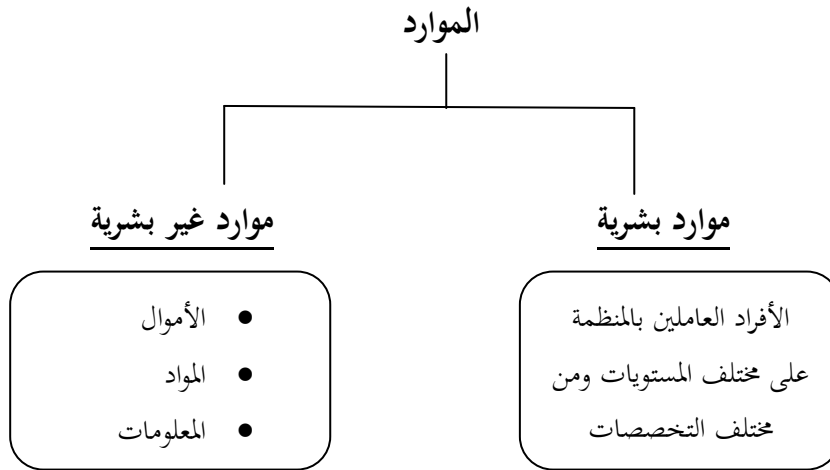 الموارد
موارد بشرية
الأفراد العاملين بالمنظمة
على مختلف المستويات ومن
مختلف التخصصات
موارد غير بشرية
● الأموال
● المواد
● المعلومات